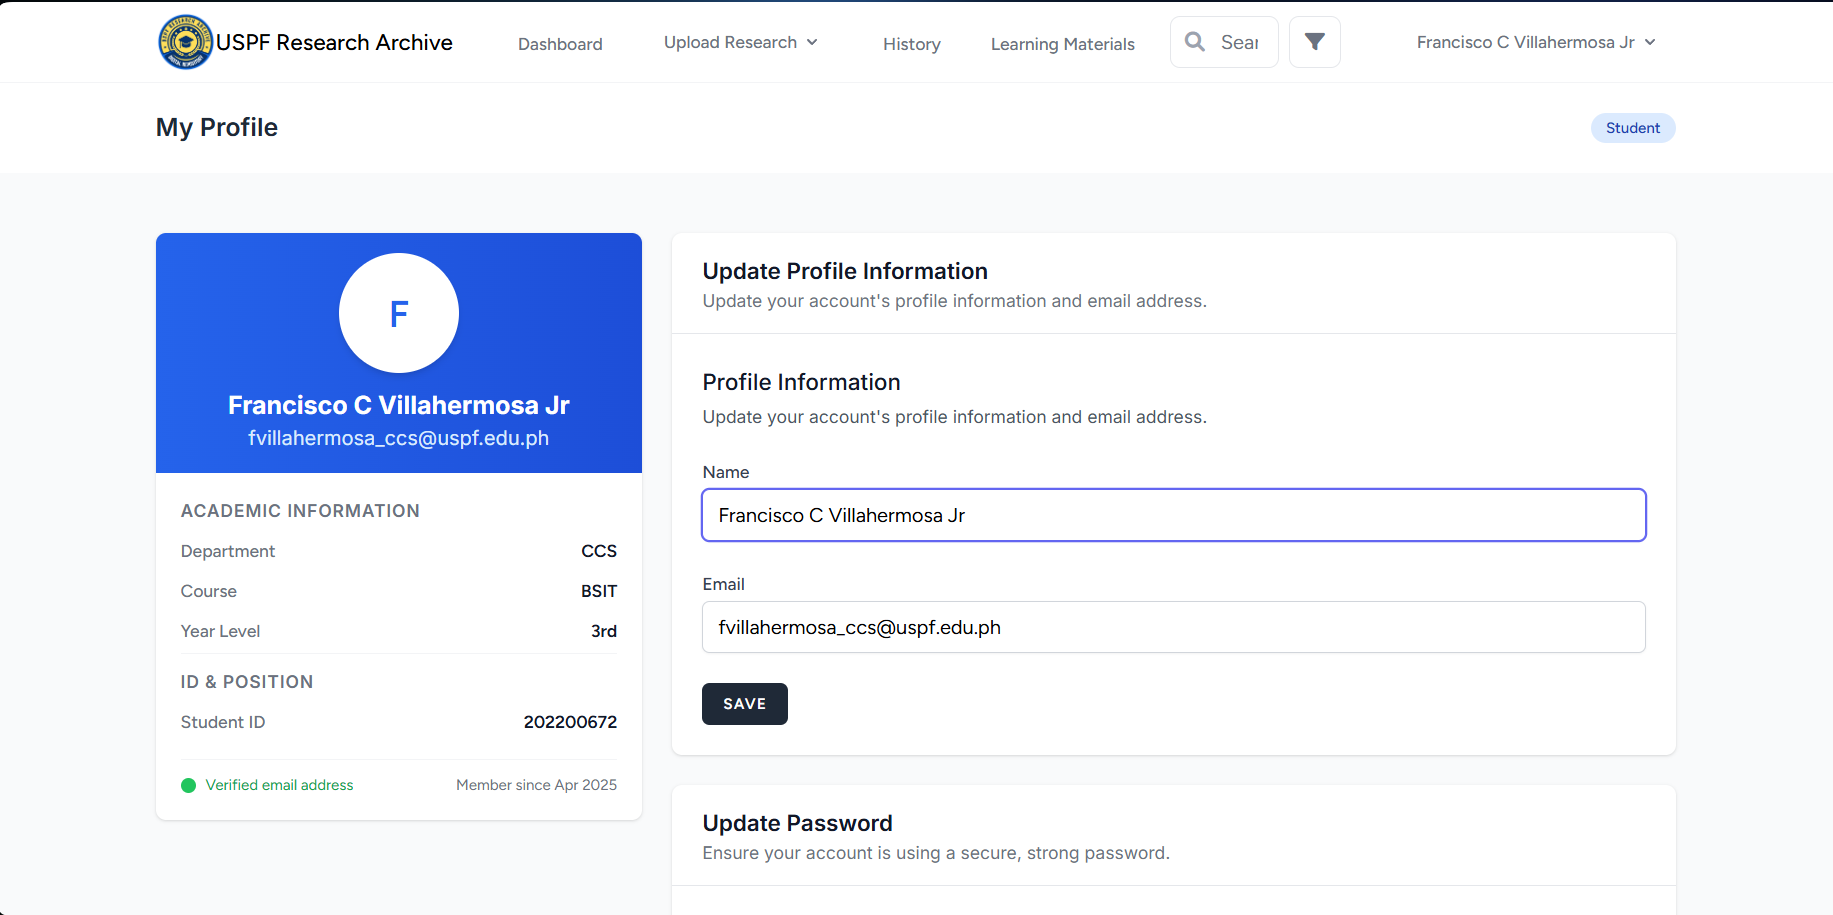 USPF Research Archive
Dashboard
Upload Research
History
Learning Materials
Sear
Francisco C Villahermosa Jr
My Profile
Student
F
Francisco C Villahermosa Jr
fvillahermosa_ccs@uspf.edu.ph
ACADEMIC INFORMATION
Department CCS
Course BSIT
Year Level 3rd
ID & POSITION
Student ID 202200672
Verified email address Member since Apr 2025
Update Profile Information
Update your account's profile information and email address.
Profile Information
Update your account's profile information and email address.
Name
Francisco C Villahermosa Jr
Email
fvillahermosa_ccs@uspf.edu.ph
SAVE
Update Password
Ensure your account is using a secure, strong password.